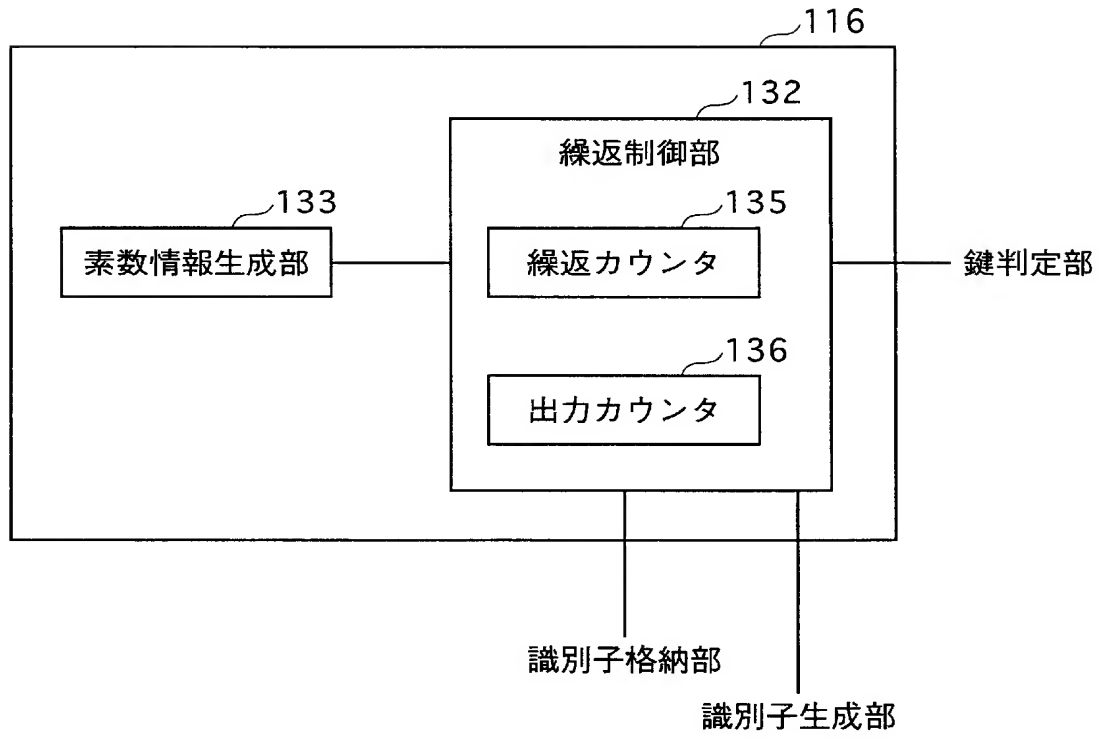 116
132
繰返制御部
133
135
素数情報生成部
繰返カウンタ
鍵判定部
136
出力カウンタ
識別子格納部
識別子生成部